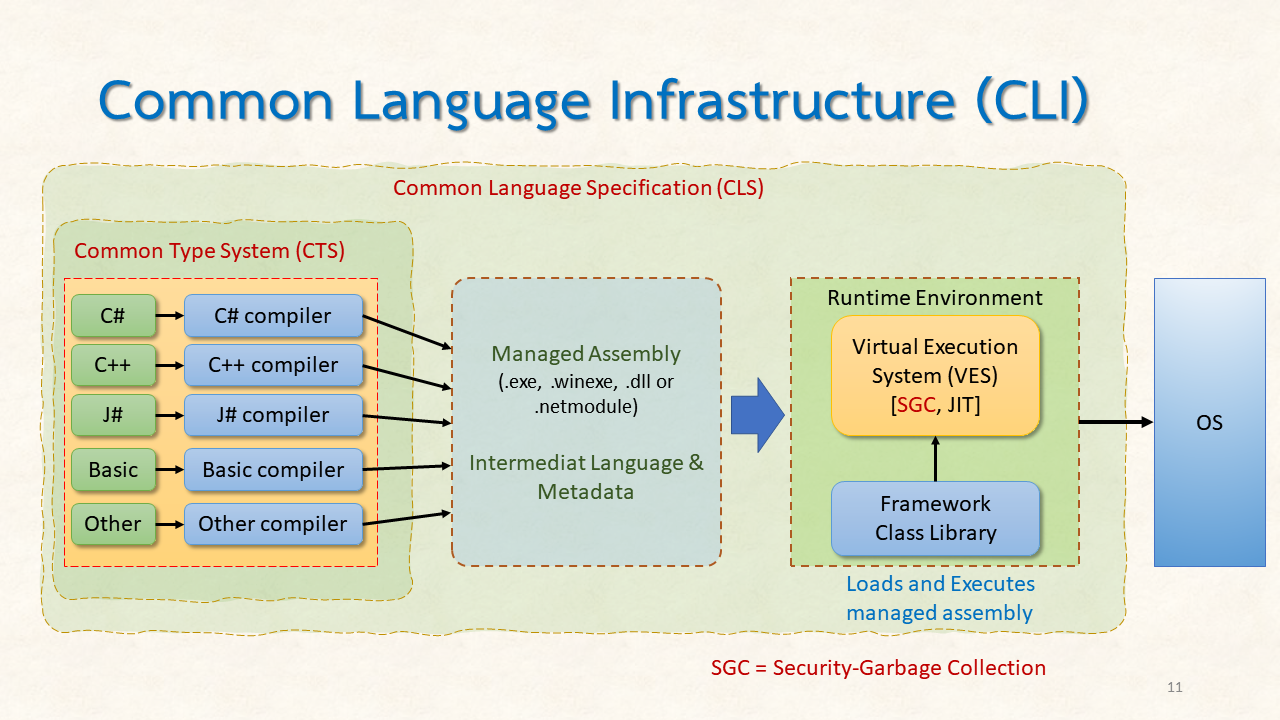 Common Language Infrastructure (CLI)
Common Language Specification (CLS)
Common Type System (CTS)
C#
C# compiler
C++
C++ compiler
J#
J# compiler
Basic
Basic compiler
Other
Other compiler
Managed Assembly
(.exe, .winexe, .dll or
.netmodule)
Intermediat Language &
Metadata
Runtime Environment
Virtual Execution
System (VES)
[SGC, JIT]
Framework
Class Library
Loads and Executes
managed assembly
OS
SGC = Security-Garbage Collection
11